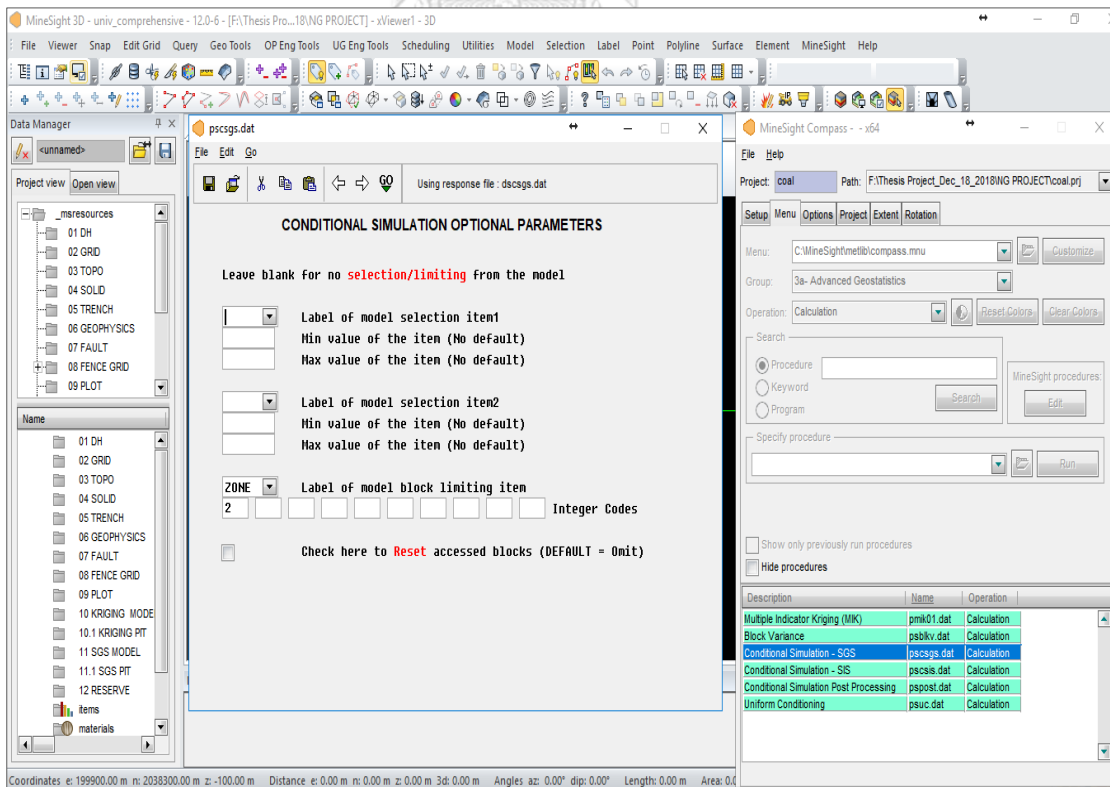 MineSight 3D - univ_comprehensive - 12.0-6 - [F:\Thesis Pro...18\NG PROJECT] - xViewer1 - 3D
File Viewer Snap Edit Grid Query Geo Tools OP Eng Tools UG Eng Tools Scheduling Utilities Model Selection Label Point Polyline Surface Element MineSight Help
Data Manager
<unnamed>
Project view Open view
_msresources
01 DH
02 GRID
03 TOPO
04 SOLID
05 TRENCH
06 GEOPHYSICS
07 FAULT
08 FENCE GRID
09 PLOT
Name
01 DH
02 GRID
03 TOPO
04 SOLID
05 TRENCH
06 GEOPHYSICS
07 FAULT
08 FENCE GRID
09 PLOT
10 KRIGING MODE
10.1 KRIGING PIT
11 SGS MODEL
11.1 SGS PIT
12 RESERVE
items
materials
pscsgs.dat
File Edit Go
GO Using response file : dscsgs.dat
CONDITIONAL SIMULATION OPTIONAL PARAMETERS
Leave blank for no selection/limiting from the model
Label of model selection item1
Min value of the item (No default)
Max value of the item (No default)
Label of model selection item2
Min value of the item (No default)
Max value of the item (No default)
ZONE Label of model block limiting item
2 Integer Codes
Check here to Reset accessed blocks (DEFAULT = Omit)
MineSight Compass - - x64
File Help
Project: coal Path: F:\Thesis Project_Dec_18_2018\NG PROJECT\coal.prj
Setup Menu Options Project Extent Rotation
Menu: C:\MineSight\metlib\compass.mnu Customize
Group: 3a- Advanced Geostatistics
Operation: Calculation Reset Colors Clear Colors
Search
Procedure
Keyword
Program
Search
MineSight procedures:
Edit
Specify procedure
Run
Show only previously run procedures
Hide procedures
Description Name Operation
Multiple Indicator Kriging (MIK) pmik01.dat Calculation
Block Variance psblkv.dat Calculation
Conditional Simulation - SGS pscsgs.dat Calculation
Conditional Simulation - SIS pscsis.dat Calculation
Conditional Simulation Post Processing pspost.dat Calculation
Uniform Conditioning psuc.dat Calculation
Coordinates e: 199900.00 m n: 2038300.00 m z: -100.00 m Distance e: 0.00 m n: 0.00 m z: 0.00 m 3d: 0.00 m Angles az: 0.00° dip: 0.00° Length: 0.00 m Area: 0.0